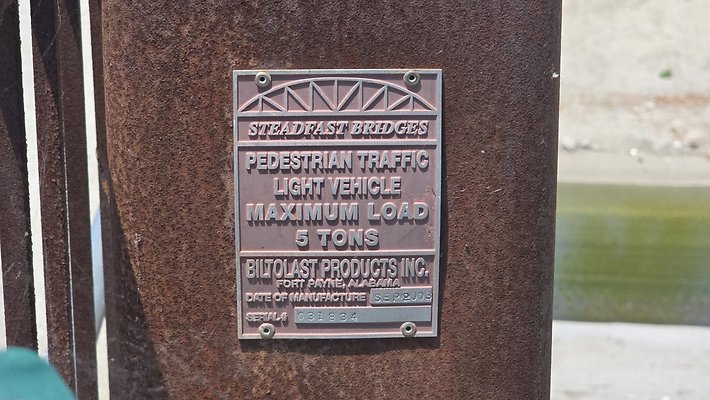 STEADFAST BRIDGES
PEDESTRIAN TRAFFIC
LIGHT VEHICLE
MAXIMUM LOAD
5 TONS
BILTOLAST PRODUCTS INC.
FORT PAYNE, ALABAMA
DATE OF MANUFACTURE SEP2003
SERIAL#